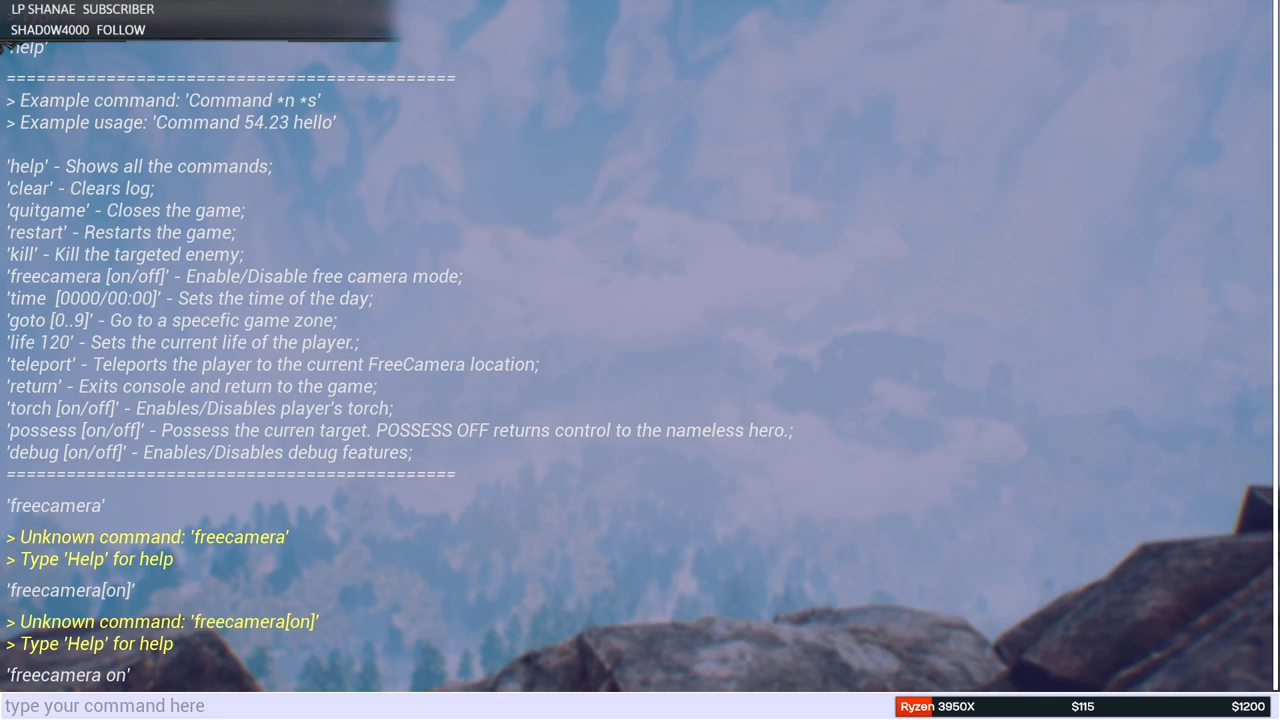 LP SHANAE SUBSCRIBER
SHAD0W4000 FOLLOW
'help'
=============================================
> Example command: 'Command *n *s'
> Example usage: 'Command 54.23 hello'
'help' - Shows all the commands;
'clear' - Clears log;
'quitgame' - Closes the game;
'restart' - Restarts the game;
'kill' - Kill the targeted enemy;
'freecamera [on/off]' - Enable/Disable free camera mode;
'time  [0000/00:00]' - Sets the time of the day;
'goto [0..9]' - Go to a specefic game zone;
'life 120' - Sets the current life of the player.;
'teleport' - Teleports the player to the current FreeCamera location;
'return' - Exits console and return to the game;
'torch [on/off]' - Enables/Disables player's torch;
'possess [on/off]' - Possess the curren target. POSSESS OFF returns control to the nameless hero.;
'debug [on/off]' - Enables/Disables debug features;
=============================================
'freecamera'
> Unknown command: 'freecamera'
> Type 'Help' for help
'freecamera[on]'
> Unknown command: 'freecamera[on]'
> Type 'Help' for help
'freecamera on'
type your command here
Ryzen 3950X $115 $1200